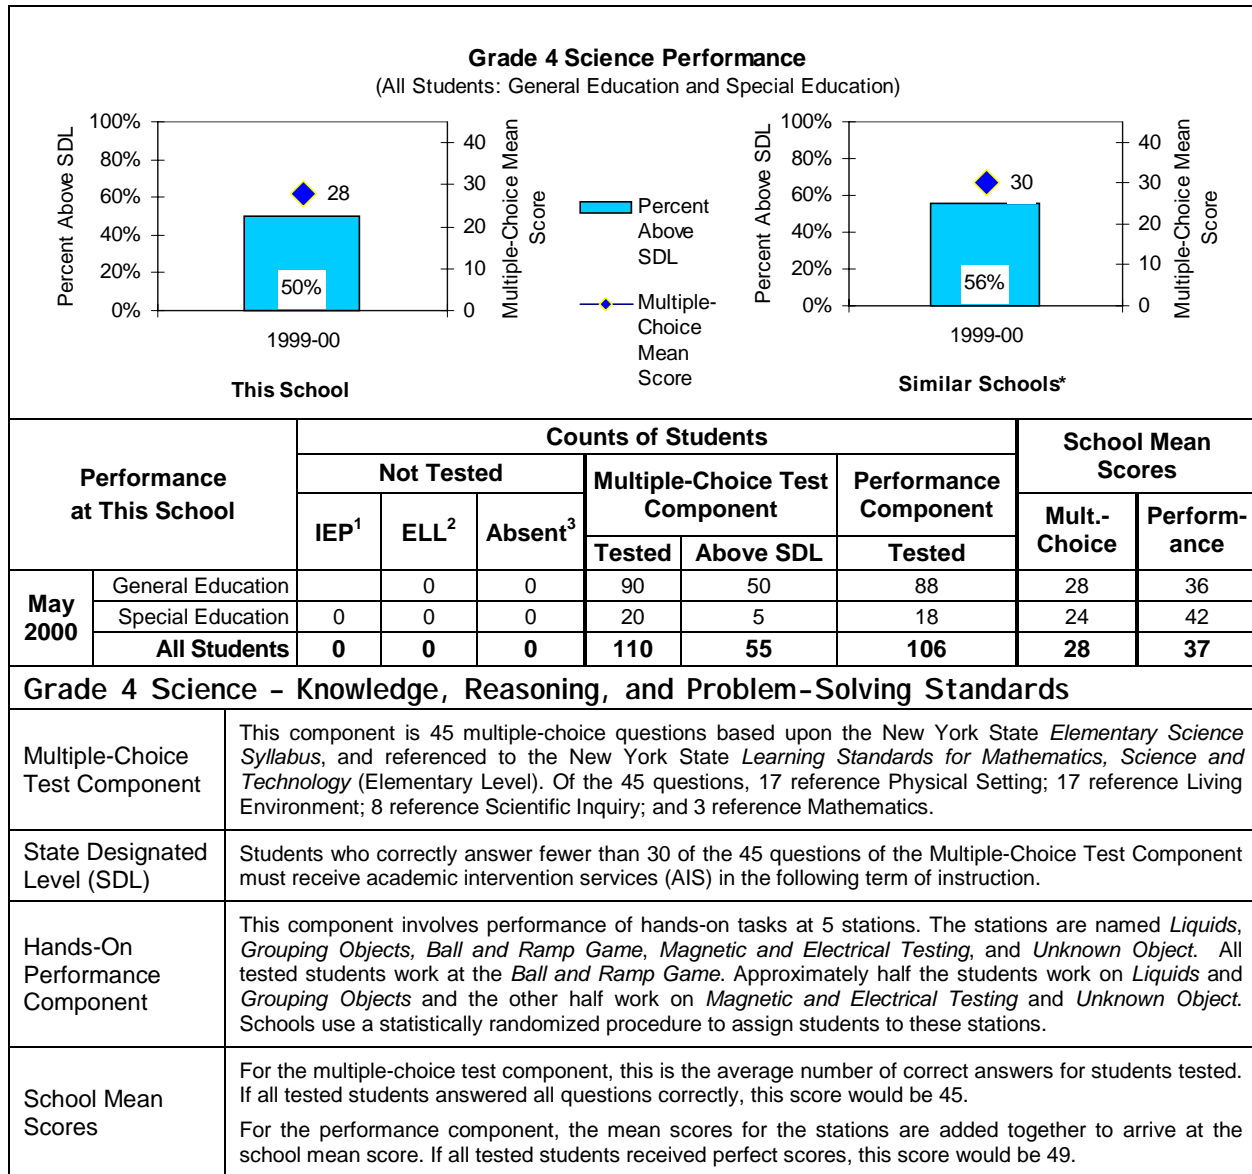 Grade 4 Science Performance
(All Students: General Education and Special Education)
Percent Above SDL
100%
80%
60%
40%
20%
0%
28
50%
1999-00
40
30
20
10
0
Multiple-Choice Mean
Score
This School
Percent
Above
SDL
Multiple-
Choice
Mean
Score
Percent Above SDL
100%
80%
60%
40%
20%
0%
30
56%
1999-00
40
30
20
10
0
Multiple-Choice Mean
Score
Similar Schools*
Performance
at This School
Counts of Students
School Mean
Scores
Not Tested
Multiple-Choice Test
Component
Performance
Component
IEP1 ELL2 Absent3
Tested Above SDL Tested
Mult.-
Choice
Perform-
ance
May
2000
General Education 0 0 90 50 88 28 36
Special Education 0 0 0 20 5 18 24 42
All Students 0 0 0 110 55 106 28 37
Grade 4 Science – Knowledge, Reasoning, and Problem-Solving Standards
Multiple-Choice
Test Component
This component is 45 multiple-choice questions based upon the New York State Elementary Science
Syllabus, and referenced to the New York State Learning Standards for Mathematics, Science and
Technology (Elementary Level). Of the 45 questions, 17 reference Physical Setting; 17 reference Living
Environment; 8 reference Scientific Inquiry; and 3 reference Mathematics.
State Designated
Level (SDL)
Students who correctly answer fewer than 30 of the 45 questions of the Multiple-Choice Test Component
must receive academic intervention services (AIS) in the following term of instruction.
Hands-On
Performance
Component
This component involves performance of hands-on tasks at 5 stations. The stations are named Liquids,
Grouping Objects, Ball and Ramp Game, Magnetic and Electrical Testing, and Unknown Object. All
tested students work at the Ball and Ramp Game. Approximately half the students work on Liquids and
Grouping Objects and the other half work on Magnetic and Electrical Testing and Unknown Object.
Schools use a statistically randomized procedure to assign students to these stations.
School Mean
Scores
For the multiple-choice test component, this is the average number of correct answers for students tested.
If all tested students answered all questions correctly, this score would be 45.
For the performance component, the mean scores for the stations are added together to arrive at the
school mean score. If all tested students received perfect scores, this score would be 49.